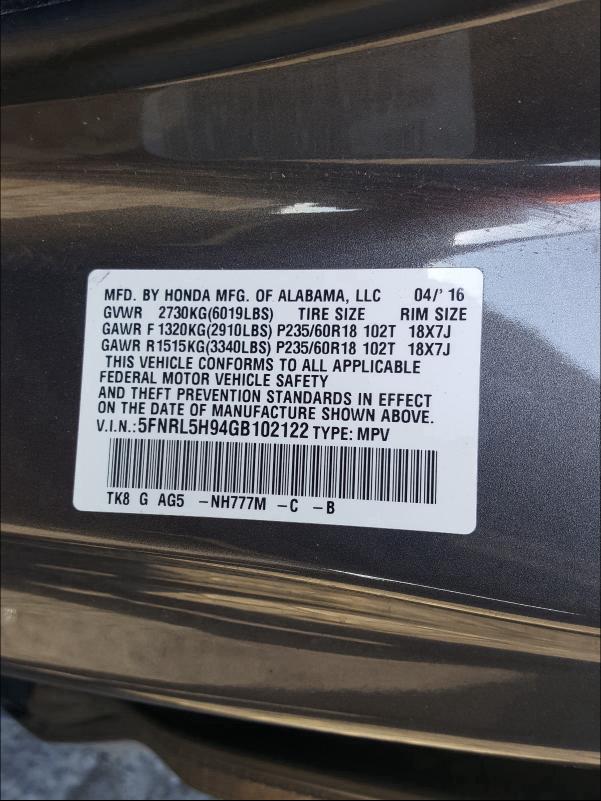 MFD. BY HONDA MFG. OF ALABAMA, LLC 04/' 16
GVWR 2730KG(6019LBS) TIRE SIZE RIM SIZE
GAWR F 1320KG(2910LBS) P235/60R18 102T 18X7J
GAWR R1515KG(3340LBS) P235/60R18 102T 18X7J
THIS VEHICLE CONFORMS TO ALL APPLICABLE
FEDERAL MOTOR VEHICLE SAFETY
AND THEFT PREVENTION STANDARDS IN EFFECT
ON THE DATE OF MANUFACTURE SHOWN ABOVE.
V.I.N.:5FNRL5H94GB102122 TYPE: MPV
TK8 G AG5 -NH777M -C -B